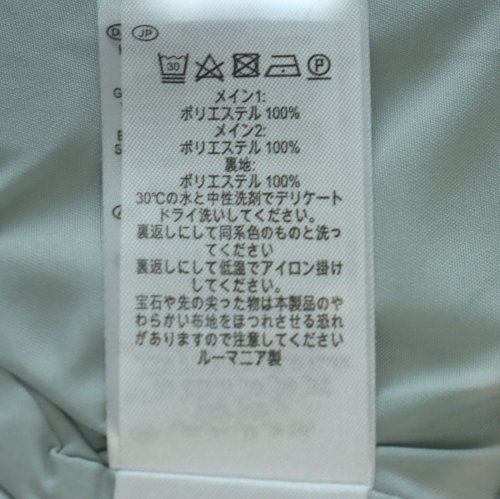 JP
30
P
メイン1:
ポリエステル 100%
メイン2:
ポリエステル 100%
裏地:
ポリエステル 100%
30℃の水と中性洗剤でデリケート
ドライ洗いしてください。
裏返しにして同系色のものと洗っ
てください
裏返しにして低温でアイロン掛け
してください。
宝石や先の尖った物は本製品のや
わらかい布地をほつれさせる恐れ
がありますので注意してください
ルーマニア製